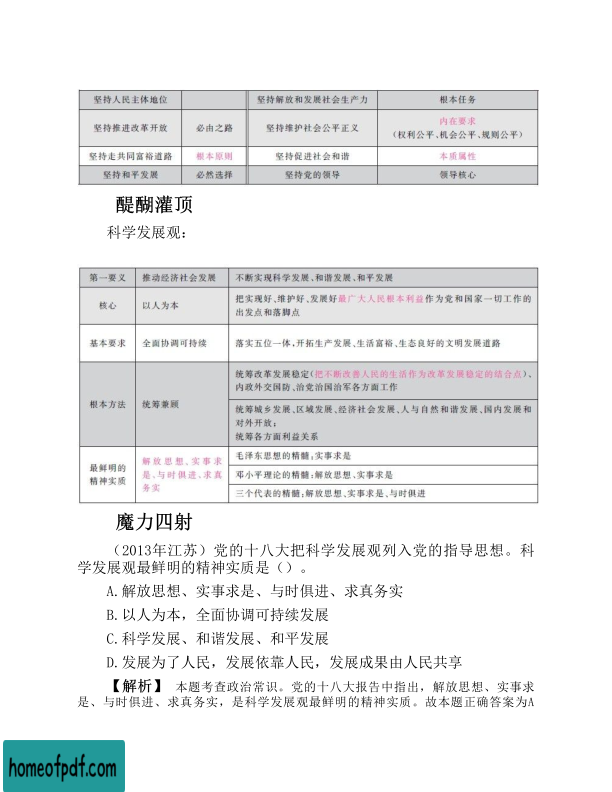 坚持人民主体地位 坚持解放和发展社会生产力 根本任务
坚持推进改革开放 必由之路 坚持维护社会公平正义 内在要求
（权利公平、机会公平、规则公平）
坚持走共同富裕道路 根本原则 坚持促进社会和谐 本质属性
坚持和平发展 必然选择 坚持党的领导 领导核心
醍醐灌顶
科学发展观：
第一要义 推动经济社会发展 不断实现科学发展、和谐发展、和平发展
核心 以人为本 把实现好、维护好、发展好最广大人民根本利益作为党和国家一切工作的
出发点和落脚点
基本要求 全面协调可持续 落实五位一体，开拓生产发展、生活富裕、生态良好的文明发展道路
根本方法 统筹兼顾 统筹改革发展稳定（把不断改善人民的生活作为改革发展稳定的结合点）、
内政外交国防、治党治国治军各方面工作
统筹城乡发展、区域发展、经济社会发展、人与自然和谐发展、国内发展和
对外开放；
统筹各方面利益关系
最鲜明的
精神实质
解放思想、实事求
是、与时俱进、求真
务实
毛泽东思想的精髓：实事求是
邓小平理论的精髓：解放思想、实事求是
三个代表的精髓：解放思想、实事求是、与时俱进
魔力四射
（2013年江苏）党的十八大把科学发展观列入党的指导思想。科
学发展观最鲜明的精神实质是（）。
A.解放思想、实事求是、与时俱进、求真务实
B.以人为本，全面协调可持续发展
C.科学发展、和谐发展、和平发展
D.发展为了人民，发展依靠人民，发展成果由人民共享
【解析】 本题考查政治常识。党的十八大报告中指出，解放思想、实事求
是、与时俱进、求真务实，是科学发展观最鲜明的精神实质。故本题正确答案为A
homeofpdf.com